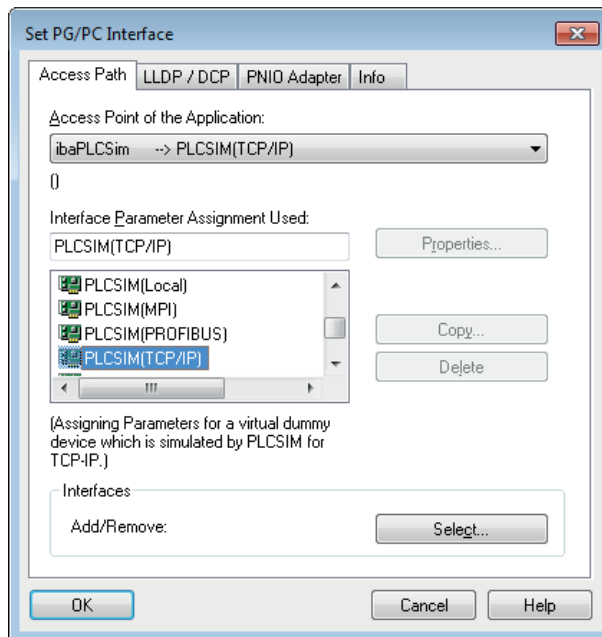 Set PG/PC Interface
Access Path LLDP / DCP PNIO Adapter Info
Access Point of the Application:
ibaPLCSim --> PLCSIM(TCP/IP)
()
Interface Parameter Assignment Used:
PLCSIM(TCP/IP)
Properties...
PLCSIM(Local)
PLCSIM(MPI)
PLCSIM(PROFIBUS)
PLCSIM(TCP/IP)
Copy...
Delete
(Assigning Parameters for a virtual dummy
device which is simulated by PLCSIM for
TCP-IP.)
Interfaces
Add/Remove:
Select...
OK Cancel Help